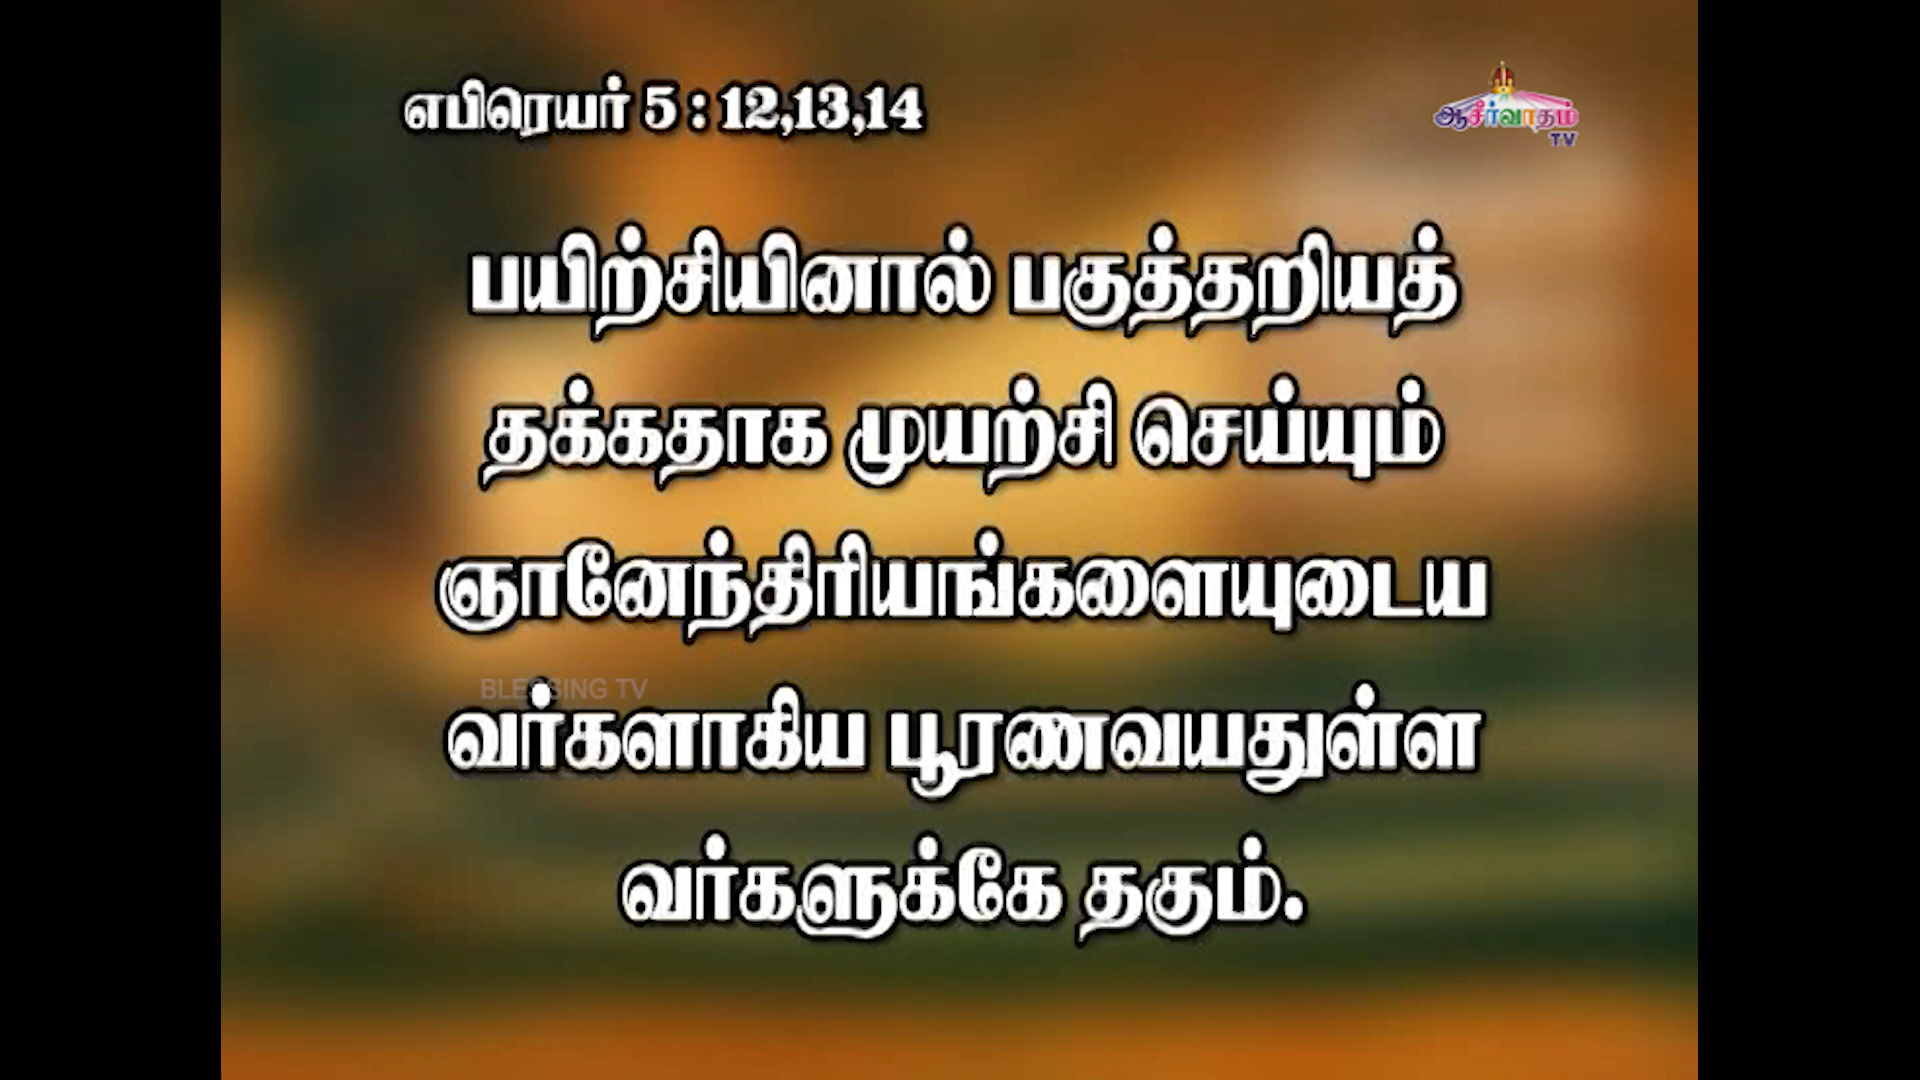 எபிரெயர் 5 : 12,13,14
ஆசீர்வாதம்
TV
பயிற்சியினால் பகுத்தறியத்
தக்கதாக முயற்சி செய்யும்
ஞானேந்திரியங்களையுடைய
BLESSING TV
வர்களாகிய பூரணவயதுள்ள
வர்களுக்கே தகும்.